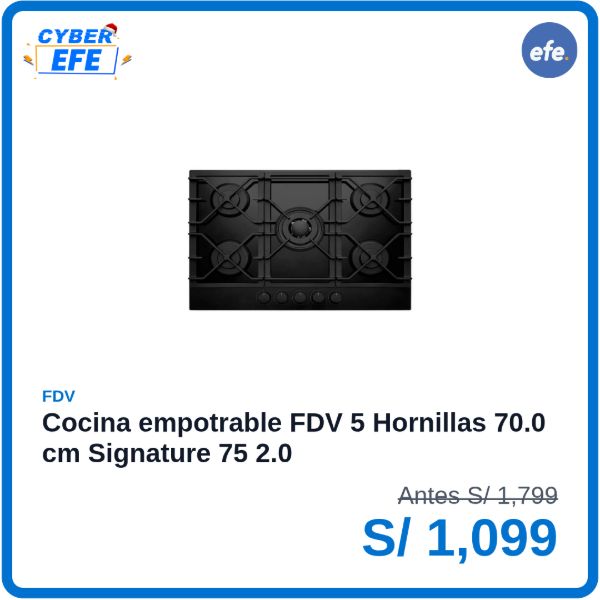 CYBER
EFE
efe.
FDV
Cocina empotrable FDV 5 Hornillas 70.0
cm Signature 75 2.0
Antes S/ 1,799
S/ 1,099